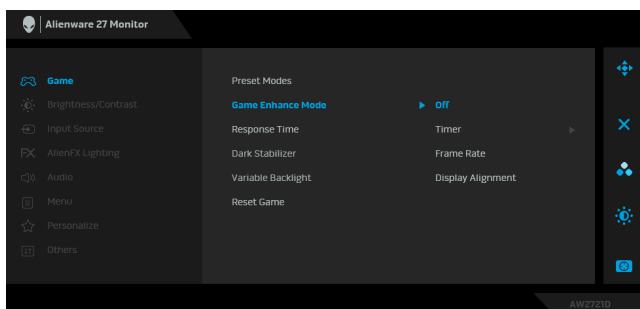 Alienware 27 Monitor
Game
Brightness/Contrast
Input Source
AlienFX Lighting
Audio
Menu
Personalize
Others
Preset Modes
Game Enhance Mode
Response Time
Dark Stabilizer
Variable Backlight
Reset Game
Off
Timer
Frame Rate
Display Alignment
AW2721D